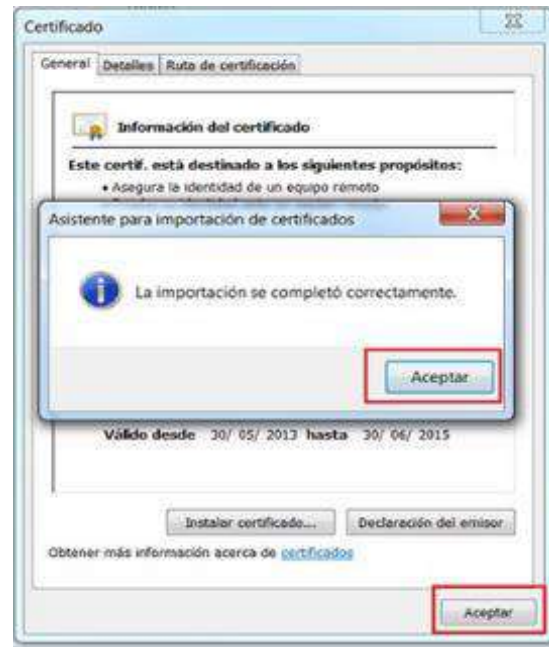 Certificado
General Detalles Ruta de certificación
Información del certificado
Este certif. está destinado a los siguientes propósitos:
• Asegura la identidad de un equipo remoto
Asistente para importación de certificados
La importación se completó correctamente.
Aceptar
Válido desde 30/ 05/ 2013 hasta 30/ 06/ 2015
Instalar certificado... Declaración del emisor
Obtener más información acerca de certificados
Aceptar